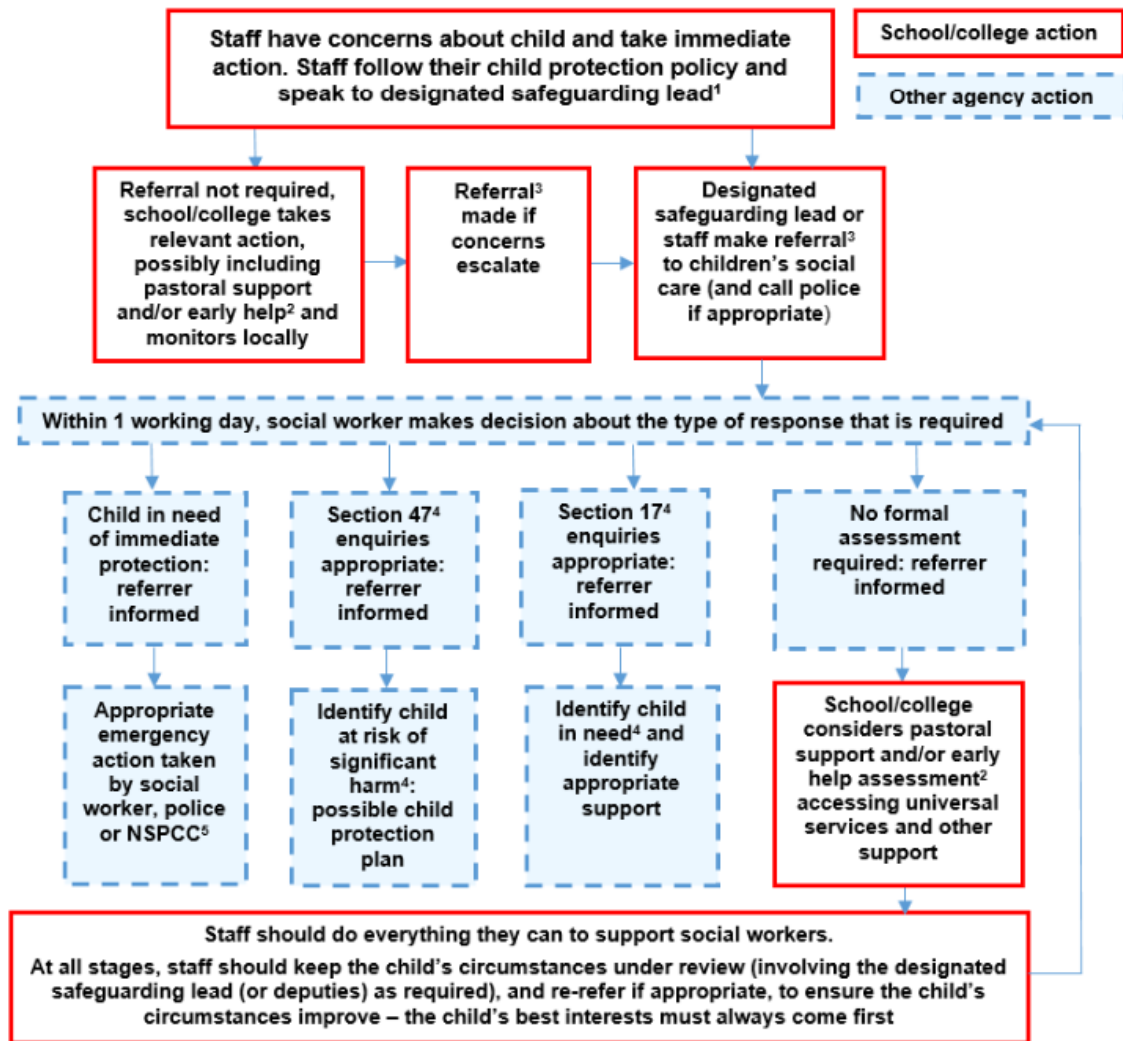 Staff have concerns about child and take immediate
action. Staff follow their child protection policy and
speak to designated safeguarding lead¹
School/college action
Other agency action
Referral not required,
school/college takes
relevant action,
possibly including
pastoral support
and/or early help² and
monitors locally
Referral³
made if
concerns
escalate
Designated
safeguarding lead or
staff make referral³
to children's social
care (and call police
if appropriate)
Within 1 working day, social worker makes decision about the type of response that is required
Child in need
of immediate
protection:
referrer
informed
Section 47⁴
enquiries
appropriate:
referrer
informed
Section 17⁴
enquiries
appropriate:
referrer
informed
No formal
assessment
required: referrer
informed
Appropriate
emergency
action taken
by social
worker, police
or NSPCC⁵
Identify child
at risk of
significant
harm⁴:
possible child
protection
plan
Identify child
in need⁴ and
identify
appropriate
support
School/college
considers pastoral
support and/or early
help assessment²
accessing universal
services and other
support
Staff should do everything they can to support social workers.
At all stages, staff should keep the child's circumstances under review (involving the designated
safeguarding lead (or deputies) as required), and re-refer if appropriate, to ensure the child's
circumstances improve – the child's best interests must always come first